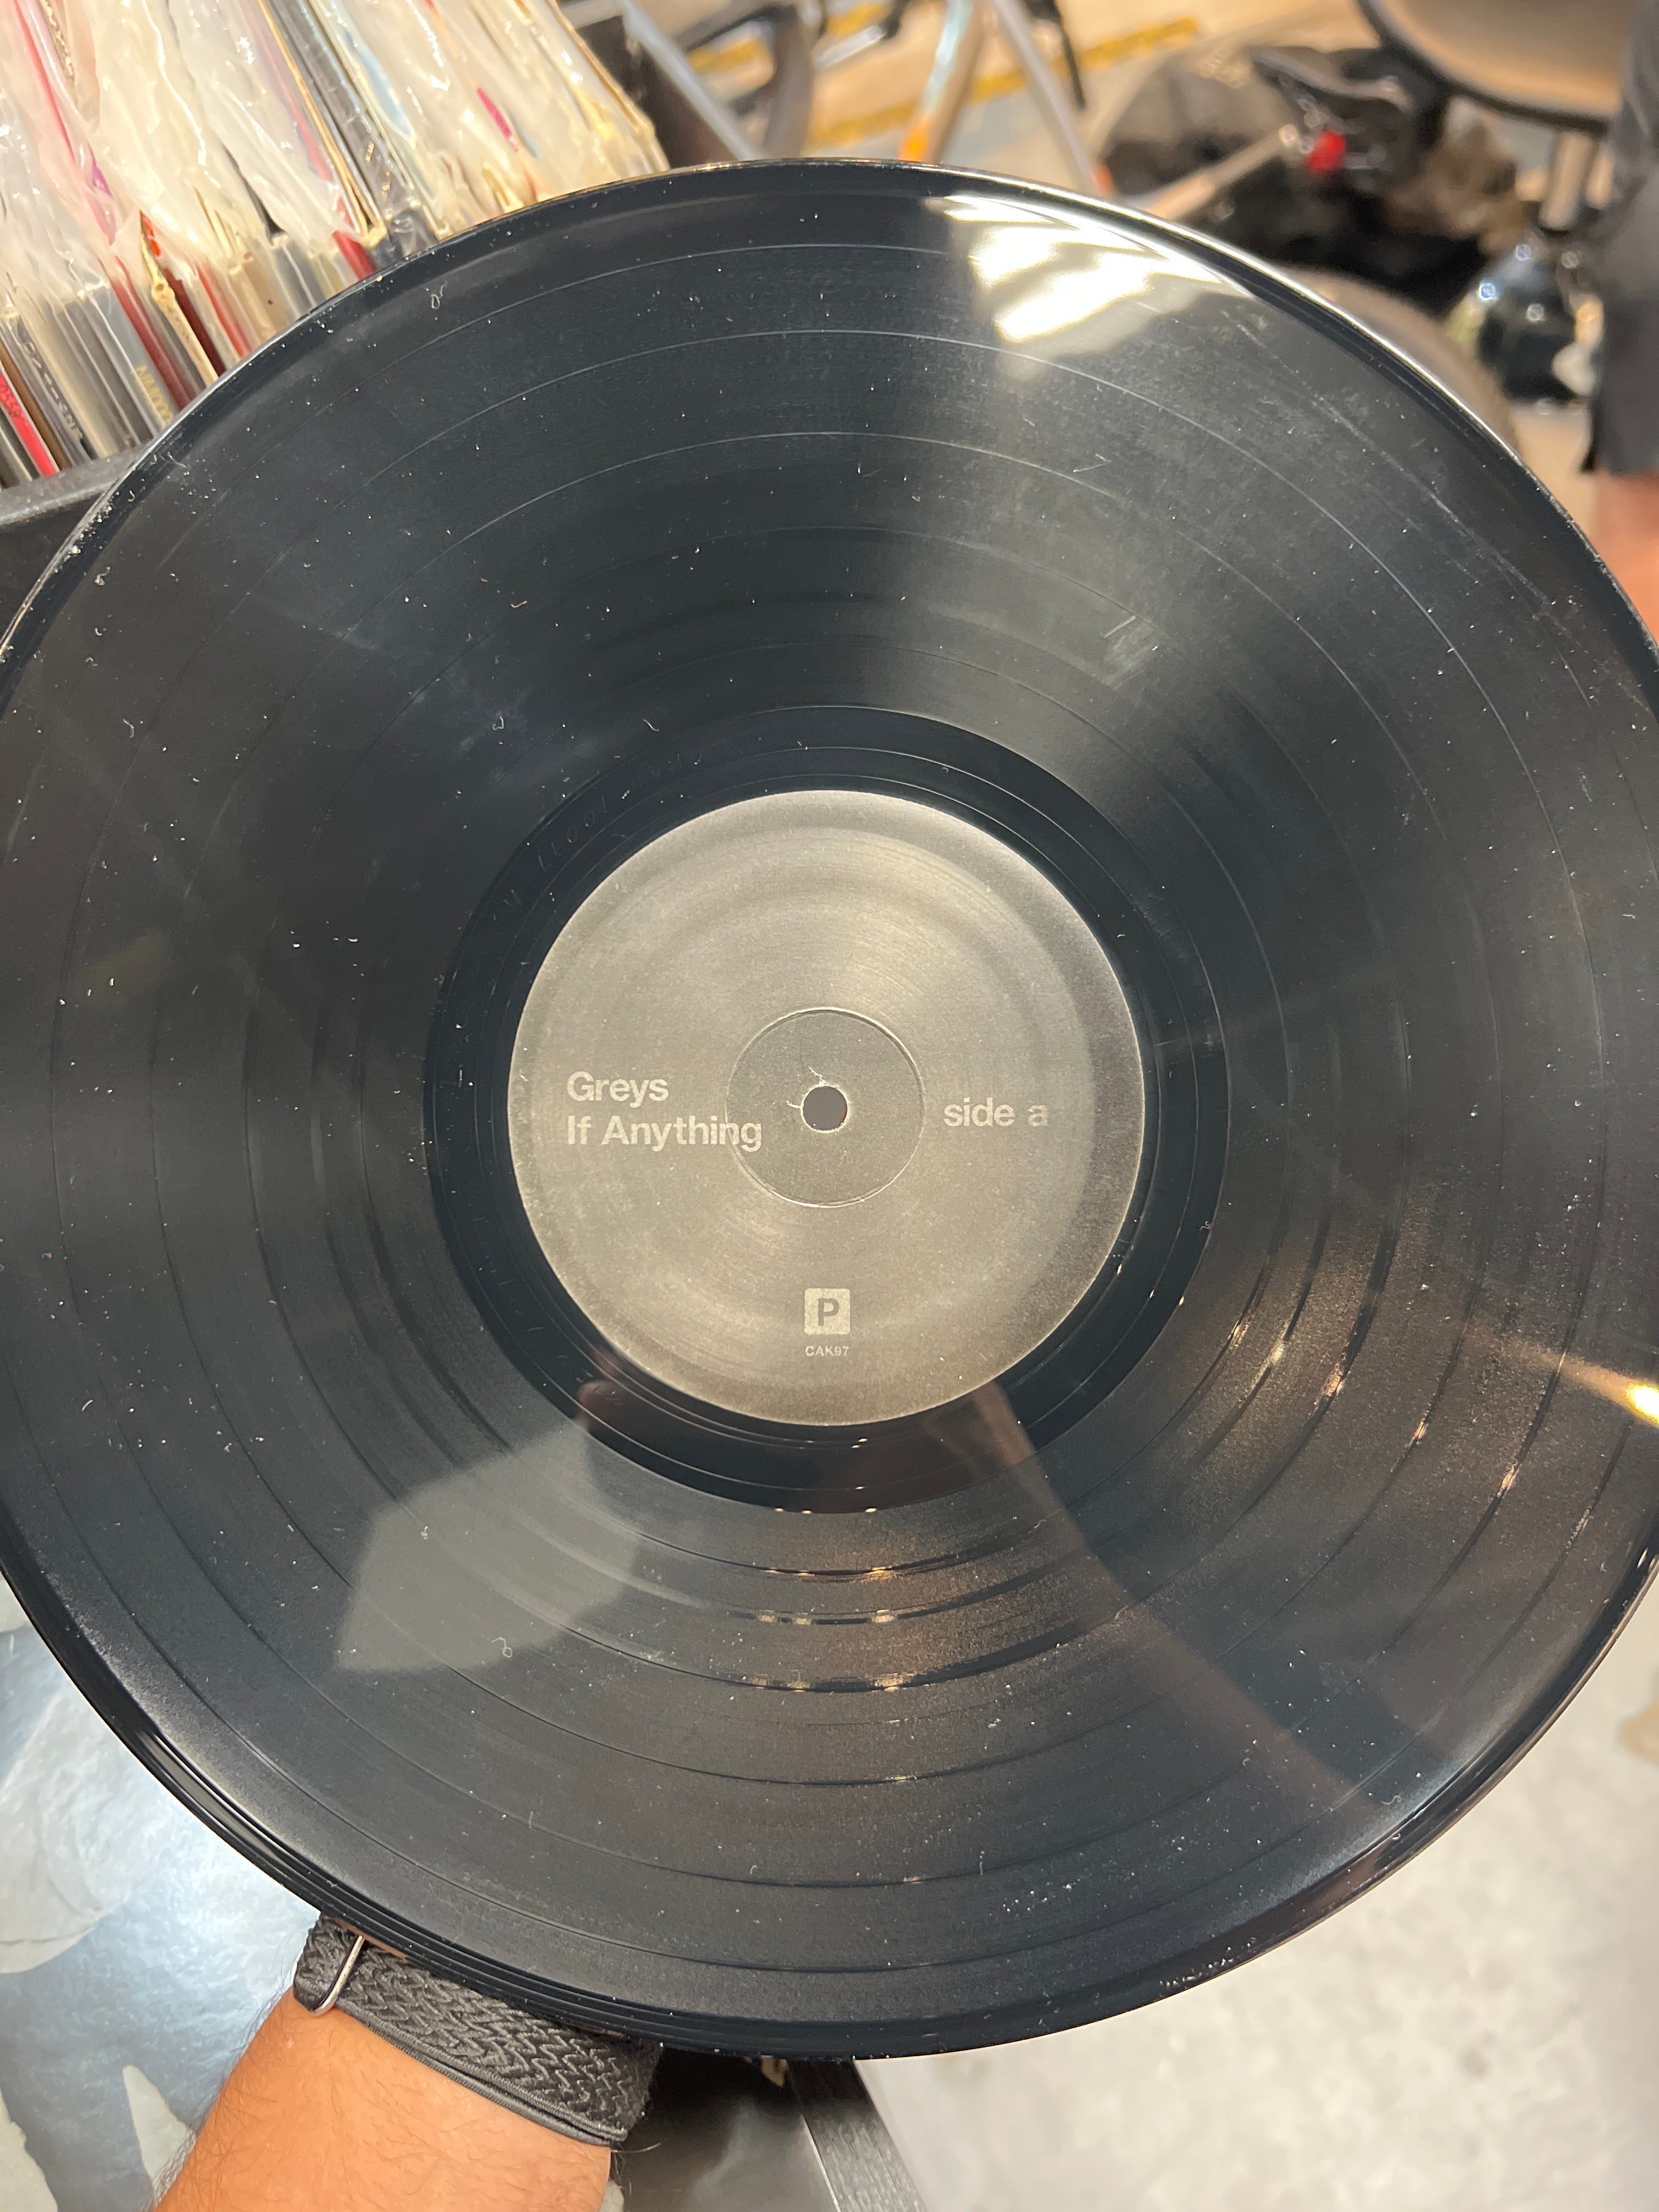 Greys
If Anything
side a
P
CAK97